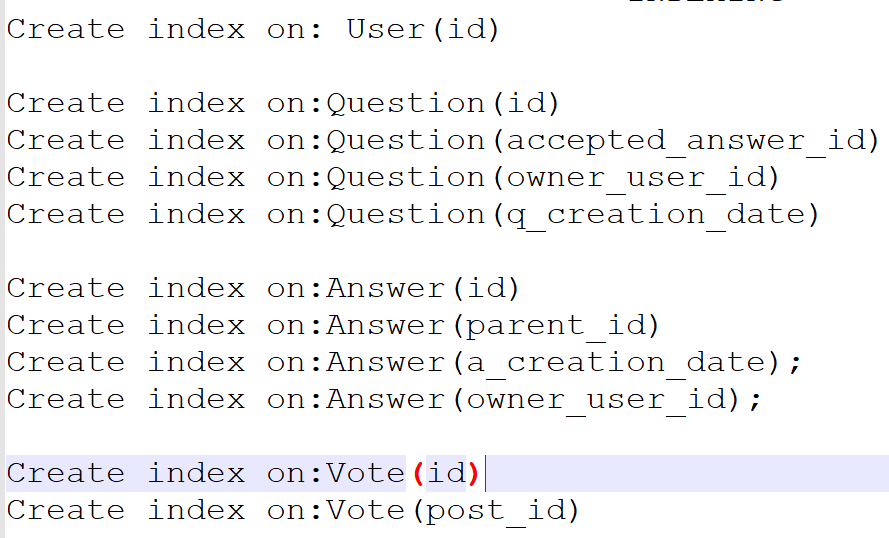 Create index on: User(id)
Create index on:Question(id)
Create index on:Question(accepted_answer_id)
Create index on:Question(owner_user_id)
Create index on:Question(q_creation_date)
Create index on:Answer(id)
Create index on:Answer(parent_id)
Create index on:Answer(a_creation_date);
Create index on:Answer(owner_user_id);
Create index on:Vote(id)
Create index on:Vote(post_id)